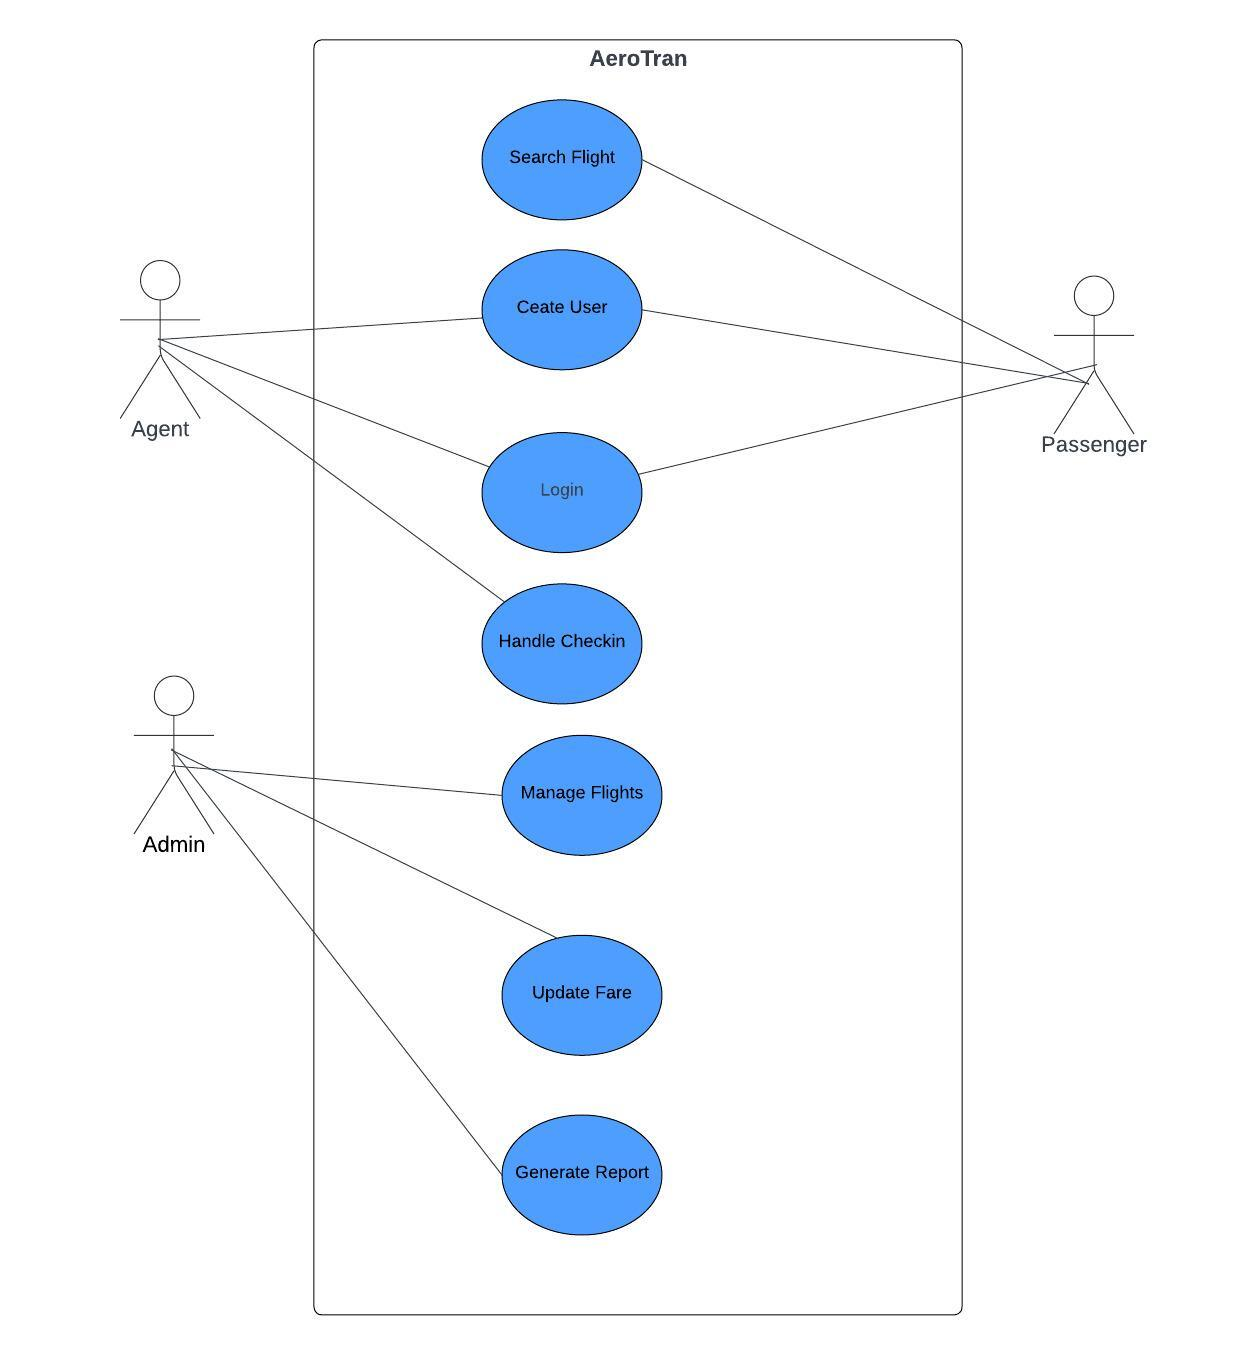 AeroTran
Search Flight
Ceate User
Agent
Passenger
Login
Handle Checkin
Manage Flights
Admin
Update Fare
Generate Report